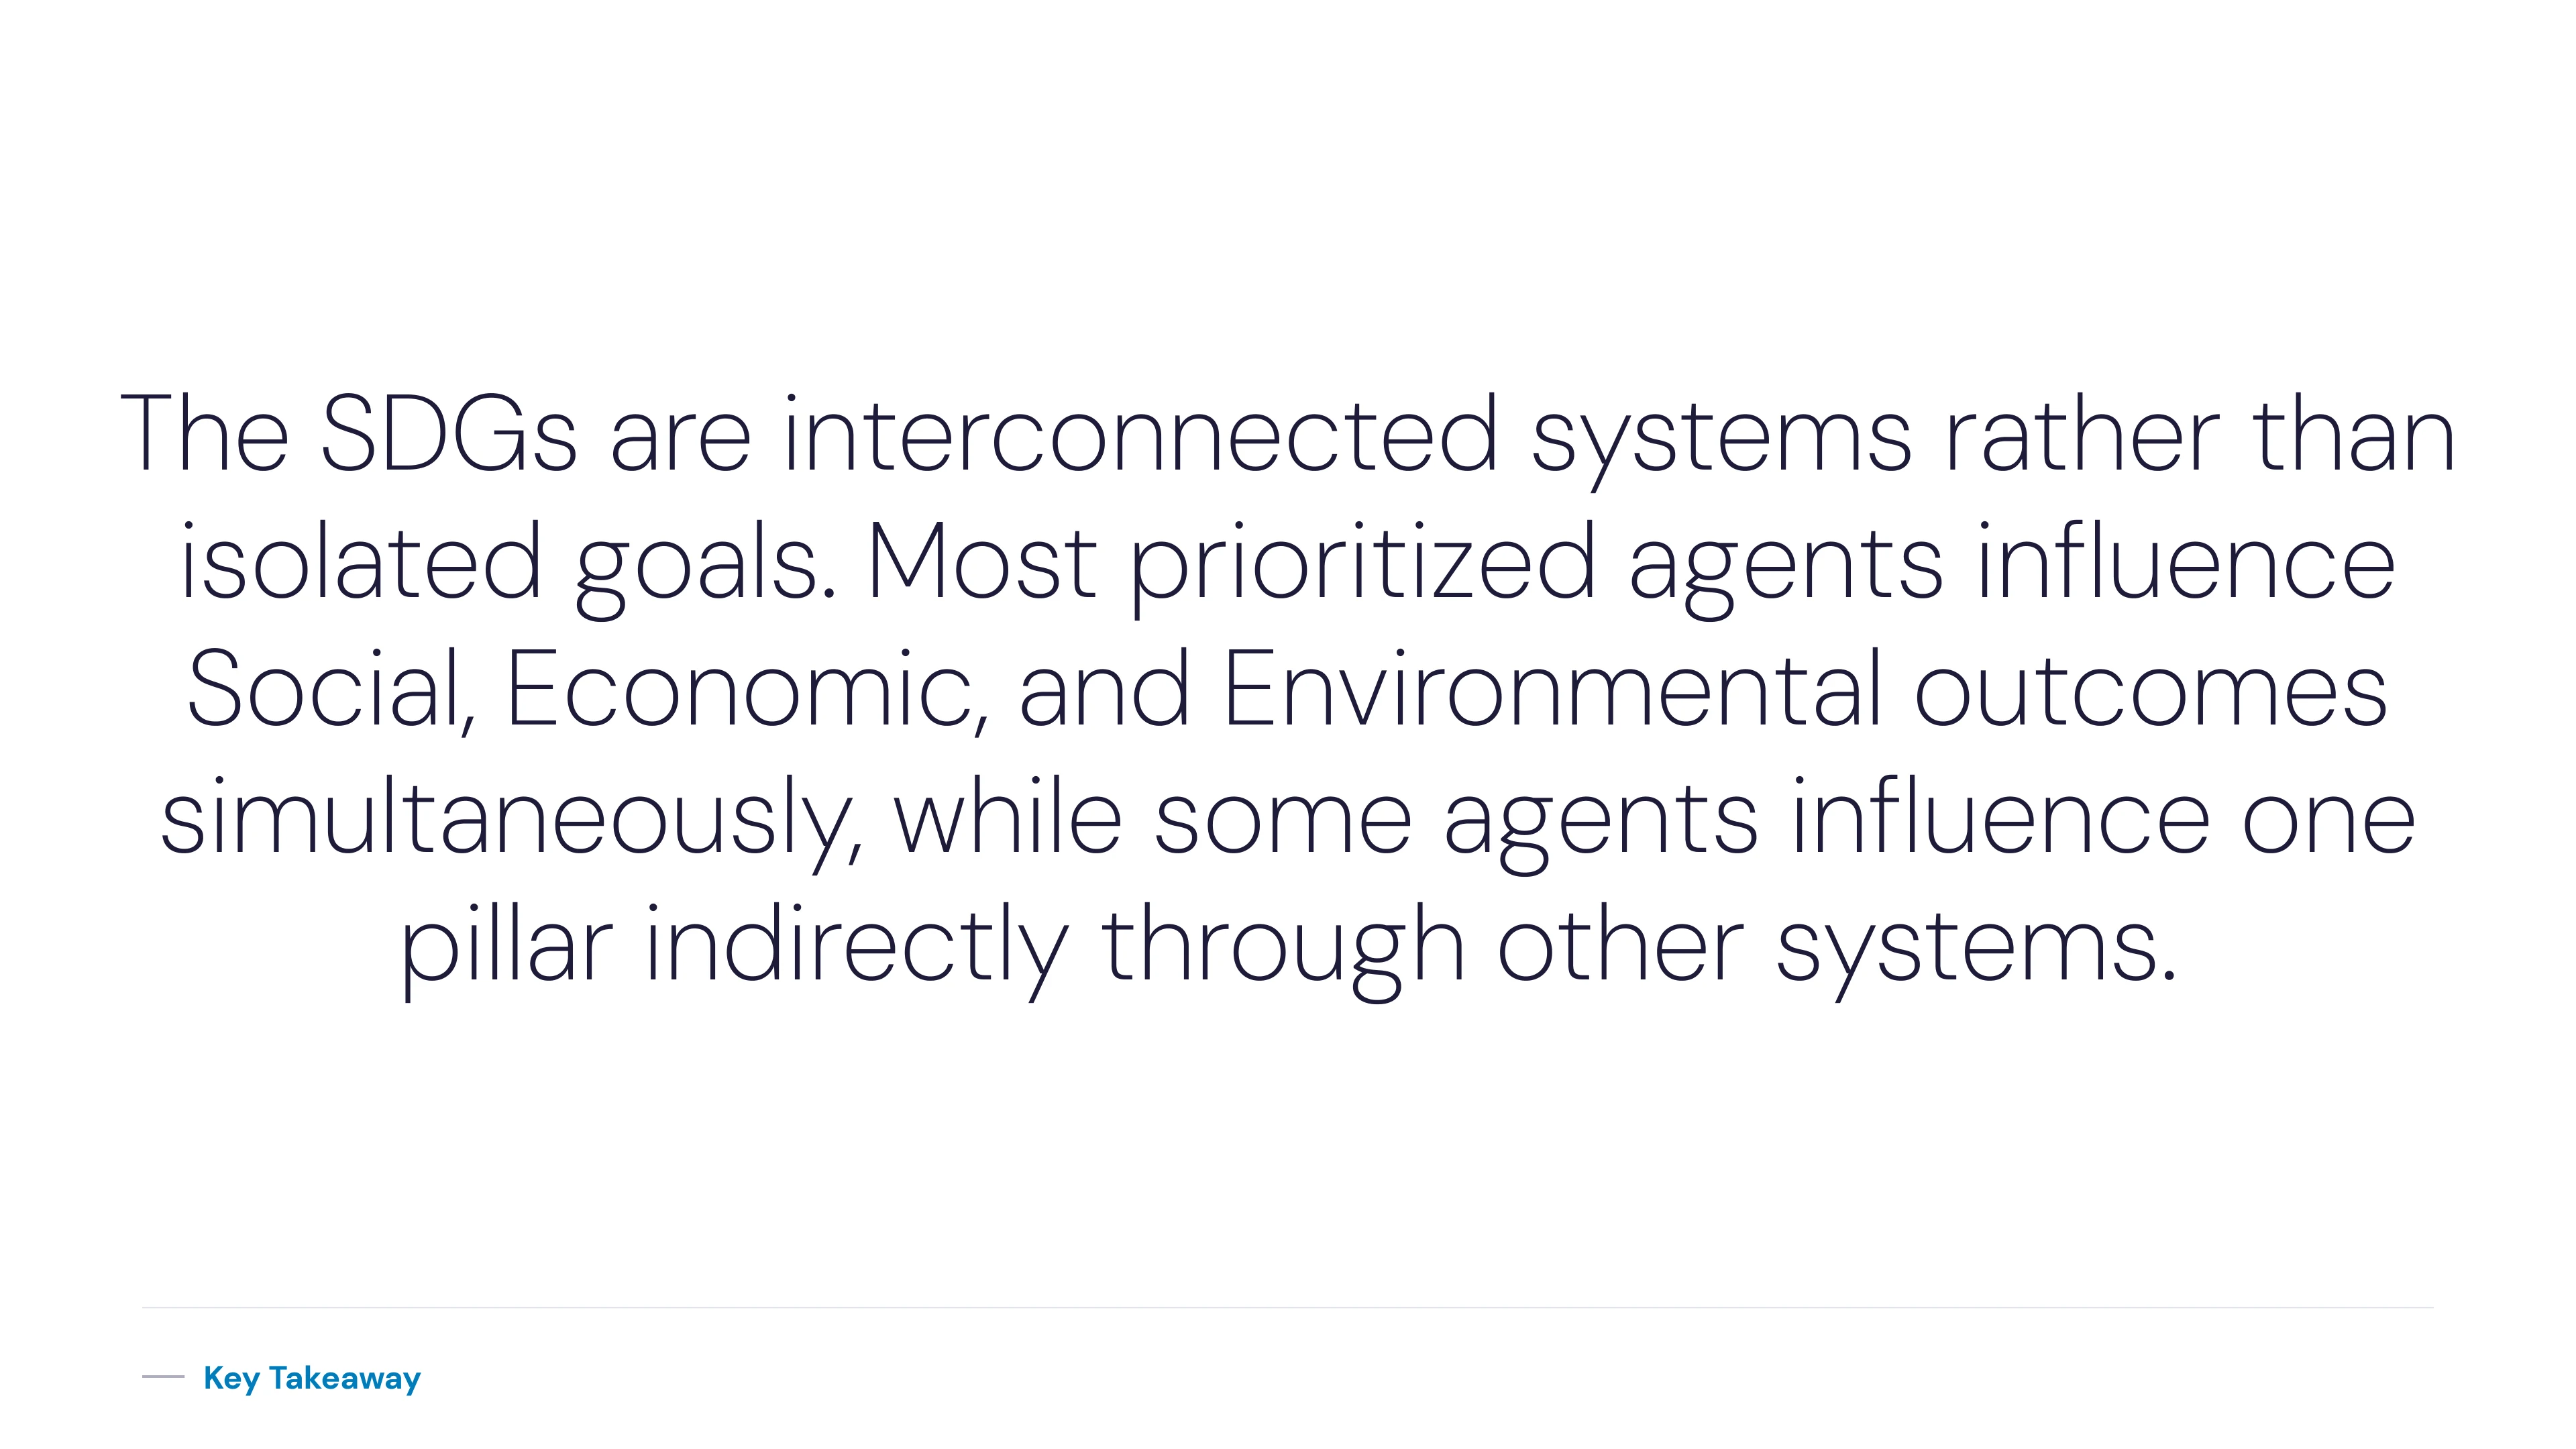 The SDGs are interconnected systems rather than
isolated goals. Most prioritized agents influence
Social, Economic, and Environmental outcomes
simultaneously, while some agents influence one
pillar indirectly through other systems.
Key Takeaway